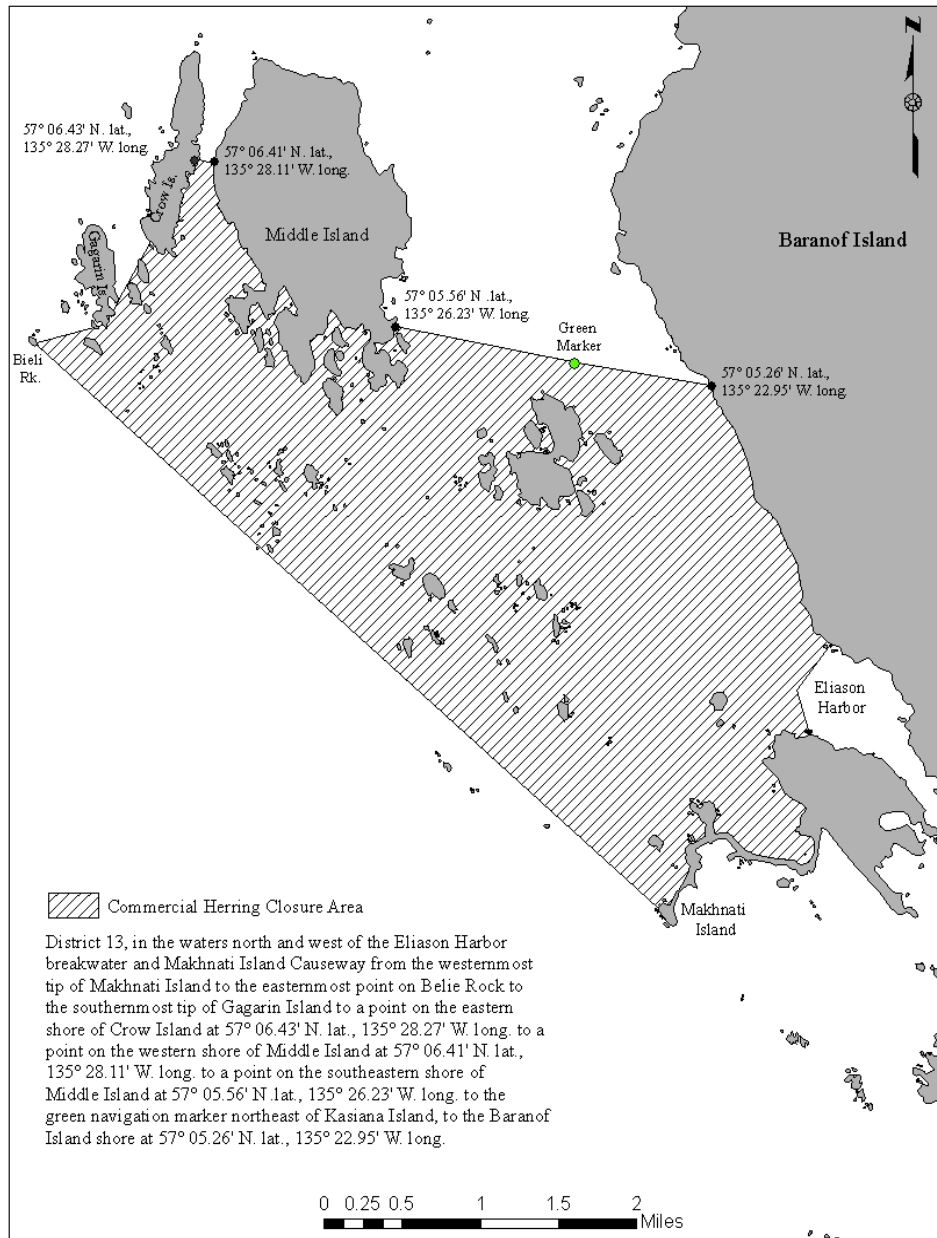 N
57° 06.43' N. lat.,
135° 28.27' W. long.
57° 06.41' N. lat.,
135° 28.11' W. long.
Crow Is.
Gagarin Is.
Middle Island
Baranof Island
57° 05.56' N .lat.,
135° 26.23' W. long.
Green
Marker
Bieli
Rk.
57° 05.26' N. lat.,
135° 22.95' W. long.
Eliason
Harbor
Makhnati
Island
Commercial Herring Closure Area
District 13, in the waters north and west of the Eliason Harbor
breakwater and Makhnati Island Causeway from the westernmost
tip of Makhnati Island to the easternmost point on Belie Rock to
the southernmost tip of Gagarin Island to a point on the eastern
shore of Crow Island at 57° 06.43' N. lat., 135° 28.27' W. long. to a
point on the western shore of Middle Island at 57° 06.41' N. lat.,
135° 28.11' W. long. to a point on the southeastern shore of
Middle Island at 57° 05.56' N. lat., 135° 26.23' W. long. to the
green navigation marker northeast of Kasiana Island, to the Baranof
Island shore at 57° 05.26' N. lat., 135° 22.95' W. long.
0 0.25 0.5 1 1.5 2
Miles